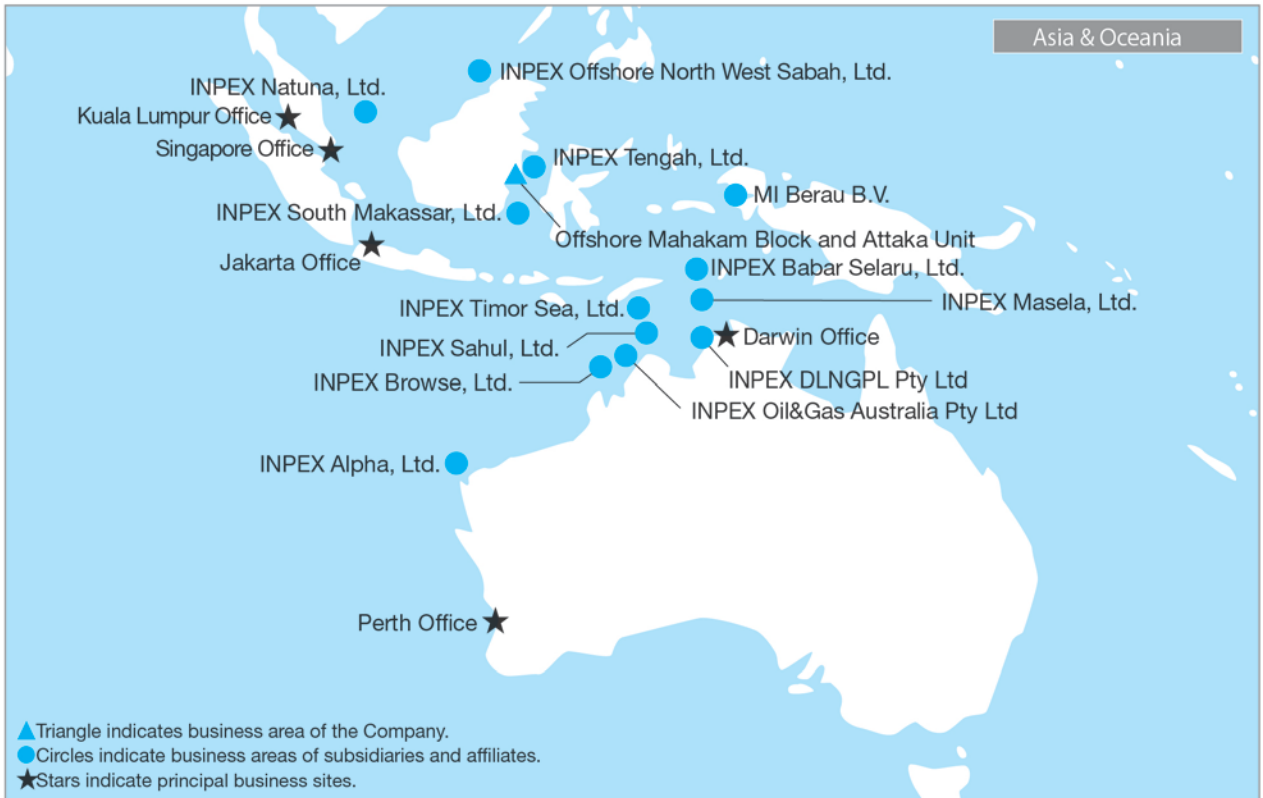 Asia & Oceania
INPEX Offshore North West Sabah, Ltd.
INPEX Natuna, Ltd.
Kuala Lumpur Office
Singapore Office
INPEX Tengah, Ltd.
MI Berau B.V.
INPEX South Makassar, Ltd.
Offshore Mahakam Block and Attaka Unit
Jakarta Office
INPEX Babar Selaru, Ltd.
INPEX Masela, Ltd.
INPEX Timor Sea, Ltd.
Darwin Office
INPEX Sahul, Ltd.
INPEX Browse, Ltd.
INPEX DLNGPL Pty Ltd
INPEX Oil&Gas Australia Pty Ltd
INPEX Alpha, Ltd.
Perth Office
Triangle indicates business area of the Company.
Circles indicate business areas of subsidiaries and affiliates.
Stars indicate principal business sites.